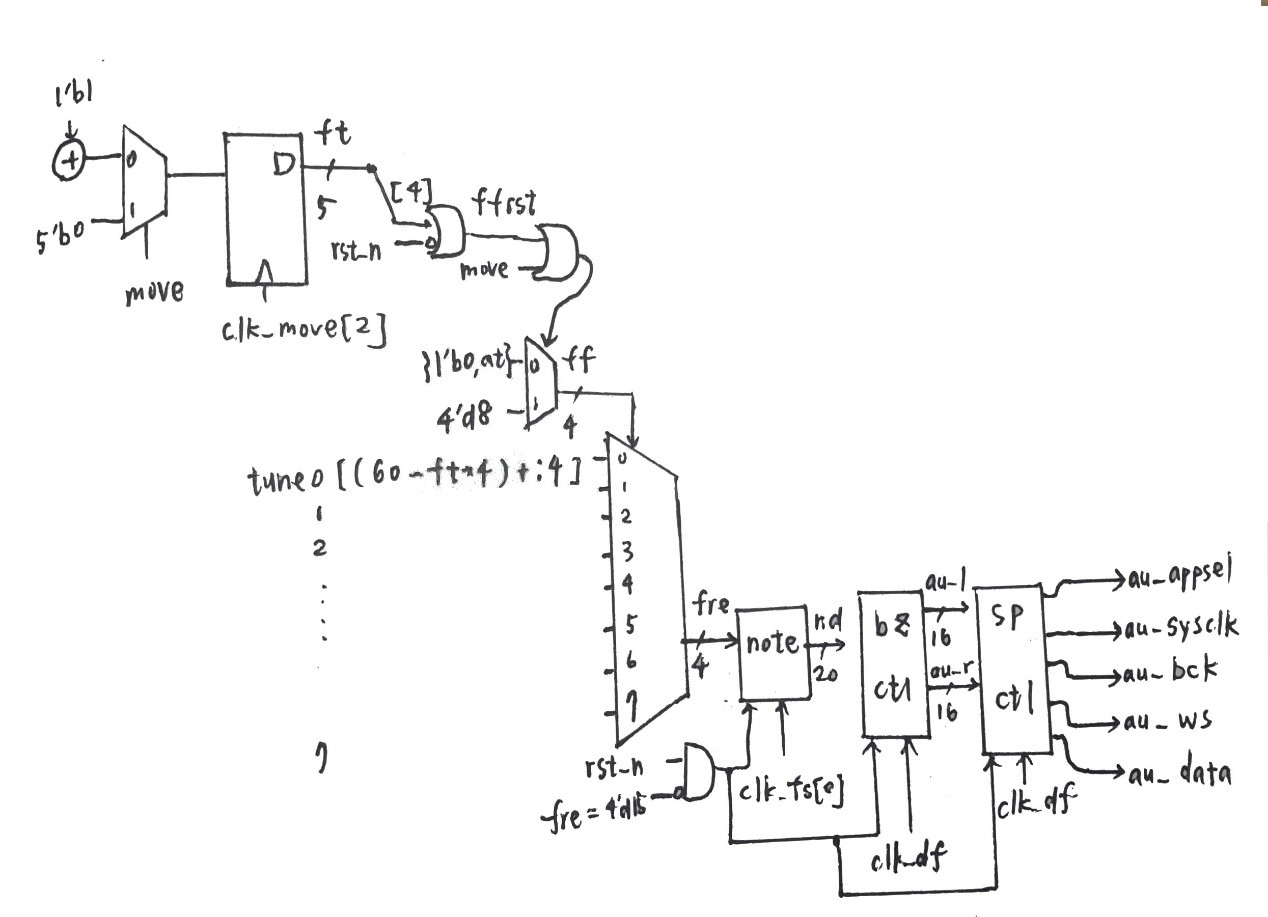 1'b1
+
0
1
5'b0
move
D
ft
5
clk_move[2]
[4]
rst_n
ffrst
move
{1'b0,at}
0
1
ff
4'd8
4
tune0 [(60-ft*4)+:4]
1
2
7
0
1
2
3
4
5
6
7
fre
4
note
nd
20
rst_n
fre = 4'd15
clk_fs[0]
bz
ctl
au_l
16
au_r
16
clk_df
sp
ctl
clk_df
au_appsel
au_sysclk
au_bck
au_ws
au_data